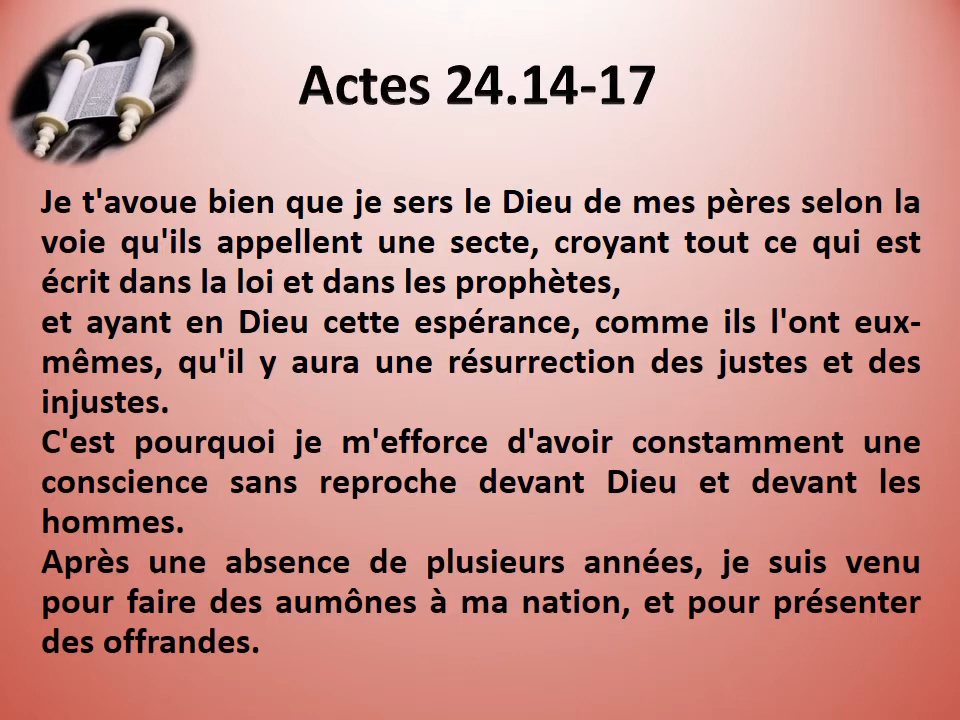 Actes 24.14-17
Je t'avoue bien que je sers le Dieu de mes pères selon la
voie qu'ils appellent une secte, croyant tout ce qui est
écrit dans la loi et dans les prophètes,
et ayant en Dieu cette espérance, comme ils l'ont eux-
mêmes, qu'il y aura une résurrection des justes et des
injustes.
C'est pourquoi je m'efforce d'avoir constamment une
conscience sans reproche devant Dieu et devant les
hommes.
Après une absence de plusieurs années, je suis venu
pour faire des aumônes à ma nation, et pour présenter
des offrandes.